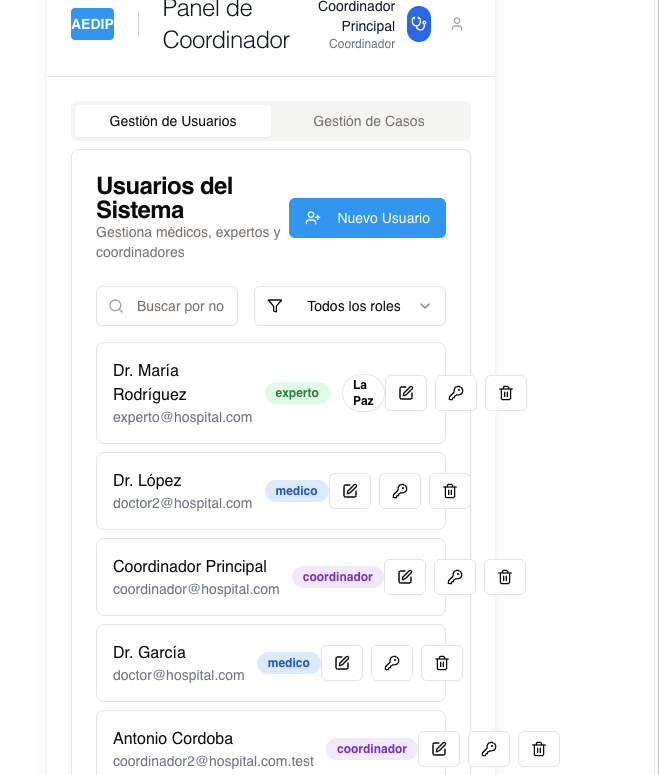 AEDIP
Panel de
Coordinador
Coordinador
Principal
Coordinador
Gestión de Usuarios
Gestión de Casos
Usuarios del
Sistema
Gestiona médicos, expertos y
coordinadores
Nuevo Usuario
Buscar por no
Todos los roles
Dr. María
Rodríguez
experto@hospital.com
experto
La
Paz
Dr. López
doctor2@hospital.com
medico
Coordinador Principal
coordinador@hospital.com
coordinador
Dr. García
doctor@hospital.com
medico
Antonio Cordoba
coordinador2@hospital.com.test
coordinador